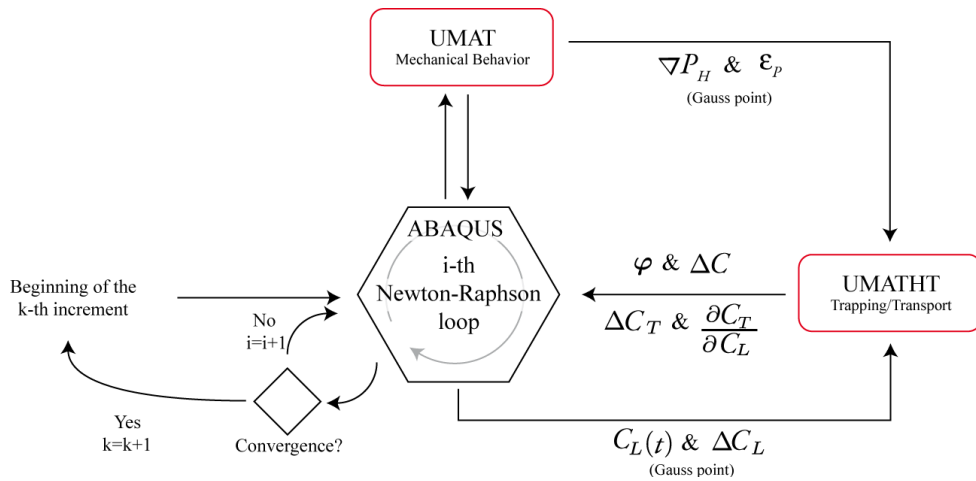 UMAT
Mechanical Behavior
∇P_H & ε_P
(Gauss point)
ABAQUS
i-th
Newton-Raphson
loop
φ & ΔC
ΔC_T & ∂C_T/∂C_L
UMATHT
Trapping/Transport
Beginning of the
k-th increment
No
i=i+1
Yes
k=k+1
Convergence?
C_L(t) & ΔC_L
(Gauss point)